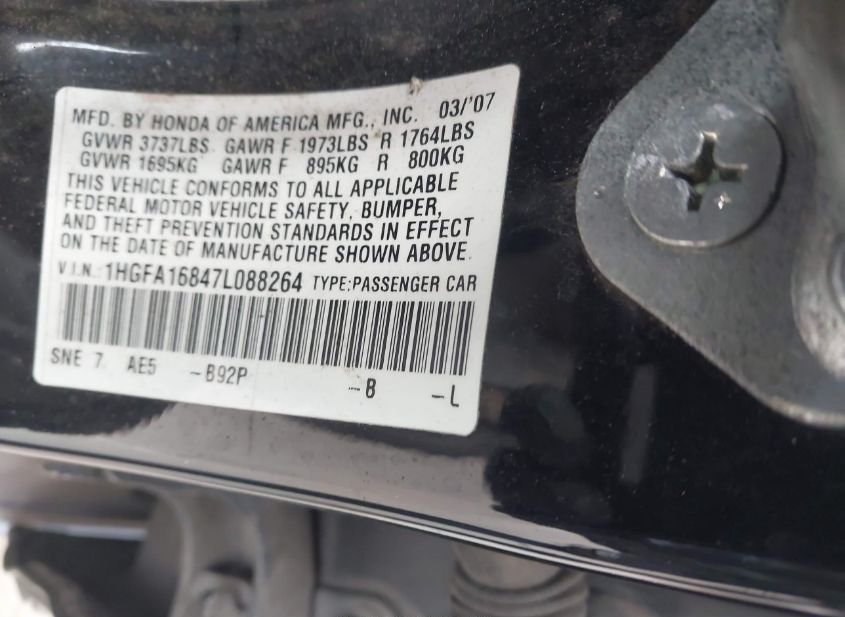 MFD. BY HONDA OF AMERICA MFG., INC. 03/'07
GVWR 3737LBS GAWR F 1973LBS R 1764LBS
GVWR 1695KG GAWR F 895KG R 800KG
THIS VEHICLE CONFORMS TO ALL APPLICABLE
FEDERAL MOTOR VEHICLE SAFETY, BUMPER,
AND THEFT PREVENTION STANDARDS IN EFFECT
ON THE DATE OF MANUFACTURE SHOWN ABOVE.
V.I.N.: 1HGFA16847L088264 TYPE:PASSENGER CAR
SNE 7 AE5 -B92P -B -L